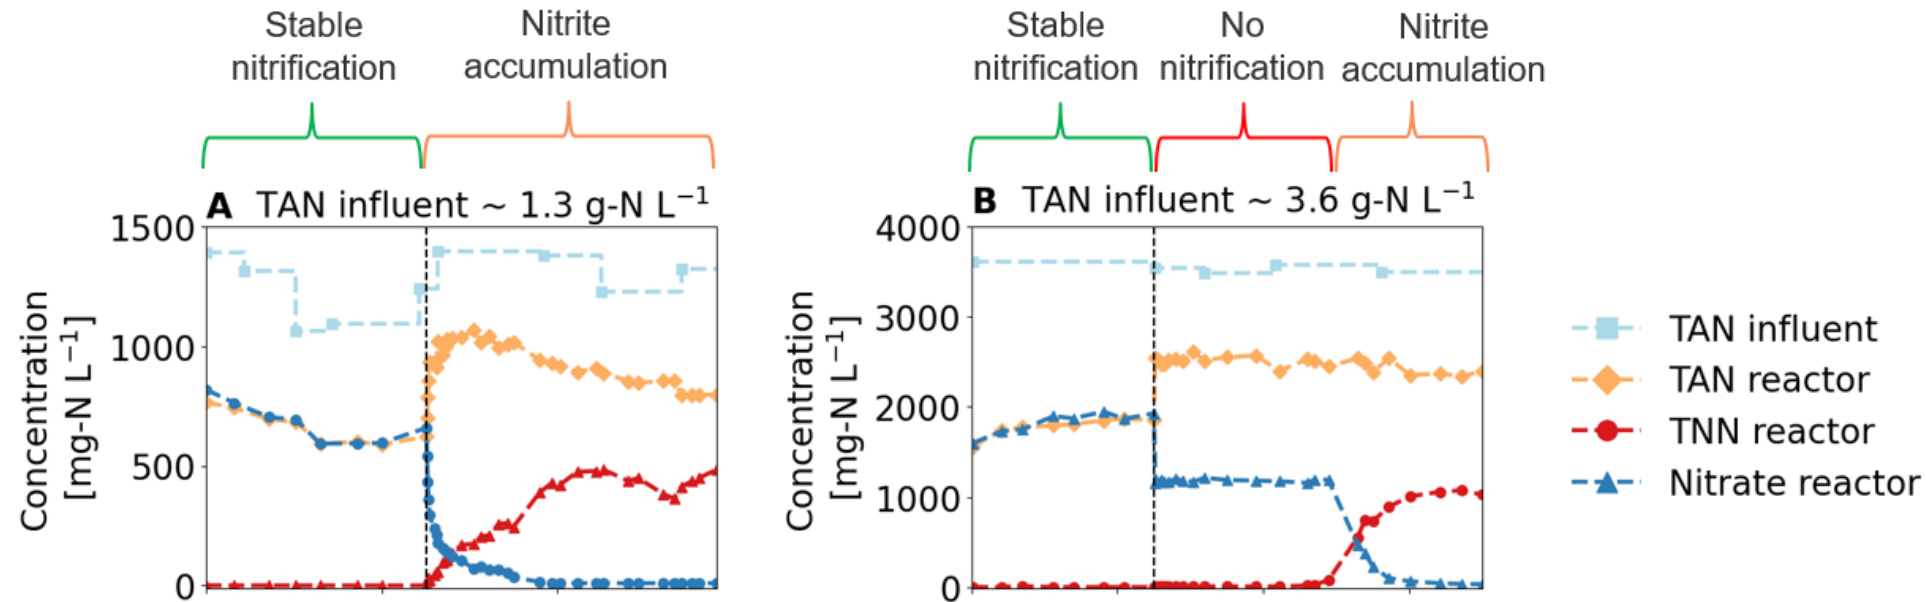 Stable
nitrification
Nitrite
accumulation
A TAN influent ~ 1.3 g-N L⁻¹
1500
1000
500
0
Concentration
[mg-N L⁻¹]
Stable
nitrification
No
nitrification
Nitrite
accumulation
B TAN influent ~ 3.6 g-N L⁻¹
4000
3000
2000
1000
0
Concentration
[mg-N L⁻¹]
TAN influent
TAN reactor
TNN reactor
Nitrate reactor